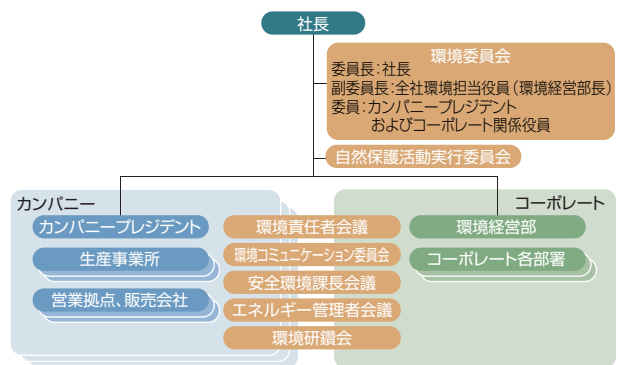 社長
環境委員会
委員長：社長
副委員長：全社環境担当役員（環境経営部長）
委員：カンパニープレジデント
およびコーポレート関係役員
自然保護活動実行委員会
カンパニー
コーポレート
カンパニープレジデント
環境責任者会議
環境経営部
生産事業所
環境コミュニケーション委員会
コーポレート各部署
安全環境課長会議
営業拠点、販売会社
エネルギー管理者会議
環境研鑽会